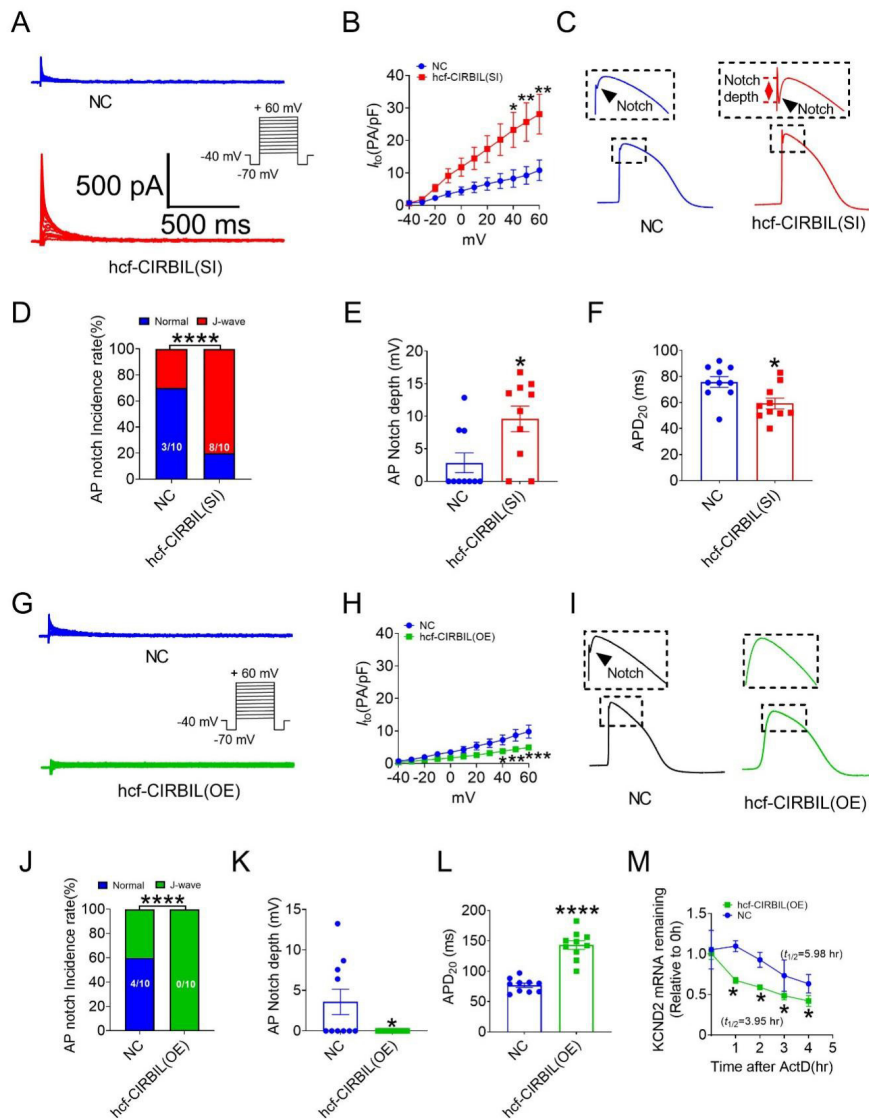 A
NC
+ 60 mV
-40 mV
-70 mV
500 pA
500 ms
hcf-CIRBIL(SI)
B
NC
hcf-CIRBIL(SI)
Ito(PA/pF)
40
30
20
10
0
* ** **
-40 -20 0 20 40 60
mV
C
Notch
Notch depth
Notch
NC
hcf-CIRBIL(SI)
D
Normal J-wave
****
AP notch Incidence rate(%)
100
80
60
40
20
0
3/10
8/10
NC
hcf-CIRBIL(SI)
E
AP Notch depth (mV)
20
15
10
5
0
*
NC
hcf-CIRBIL(SI)
F
APD20 (ms)
100
80
60
40
20
0
*
NC
hcf-CIRBIL(SI)
G
NC
+ 60 mV
-40 mV
-70 mV
hcf-CIRBIL(OE)
H
NC
hcf-CIRBIL(OE)
Ito(PA/pF)
40
30
20
10
0
* ** ***
-40 -20 0 20 40 60
mV
I
Notch
NC
hcf-CIRBIL(OE)
J
Normal J-wave
****
AP notch Incidence rate(%)
100
80
60
40
20
0
4/10
0/10
NC
hcf-CIRBIL(OE)
K
AP Notch depth (mV)
15
10
5
0
*
NC
hcf-CIRBIL(OE)
L
APD20 (ms)
200
150
100
50
0
****
NC
hcf-CIRBIL(OE)
M
hcf-CIRBIL(OE)
NC
KCND2 mRNA remaining
(Relative to 0h)
1.5
1.0
0.5
0.0
(t1/2=5.98 hr)
* * * *
(t1/2=3.95 hr)
1 2 3 4 5
Time after ActD(hr)